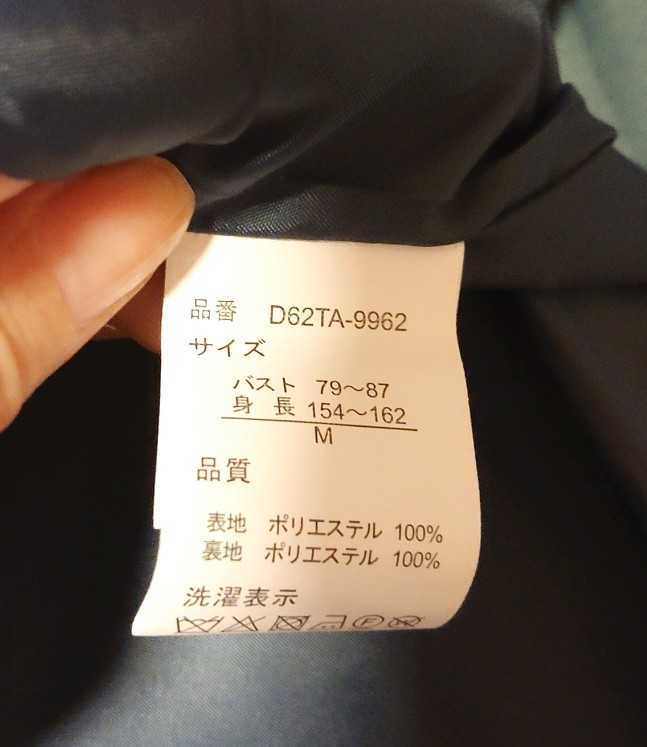 品番 D62TA-9962
サイズ
バスト 79～87
身長 154～162
M
品質
表地 ポリエステル 100%
裏地 ポリエステル 100%
洗濯表示